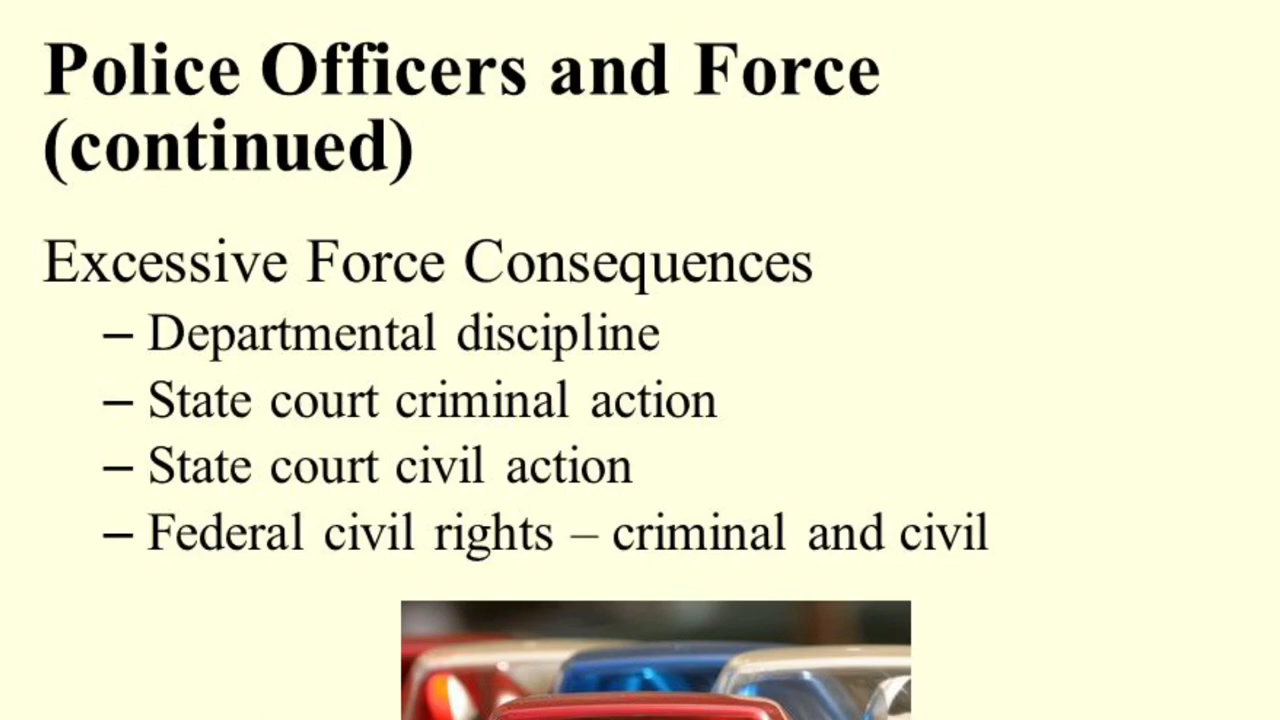 Police Officers and Force
(continued)
Excessive Force Consequences
– Departmental discipline
– State court criminal action
– State court civil action
– Federal civil rights – criminal and civil